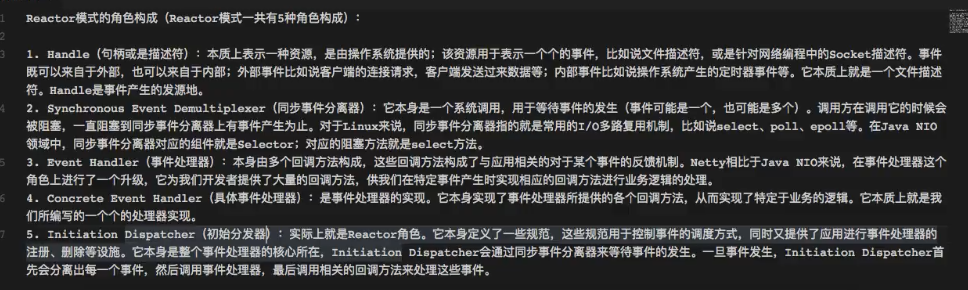 Reactor模式的角色构成（Reactor模式一共有5种角色构成）：
1. Handle（句柄或是描述符）：本质上表示一种资源，是由操作系统提供的；该资源用于表示一个个的事件，比如说文件描述符，或是针对网络编程中的Socket描述符。事件
既可以来自于外部，也可以来自于内部；外部事件比如说客户端的连接请求，客户端发送过来数据等；内部事件比如说操作系统产生的定时器事件等。它本质上就是一个文件描述
符。Handle是事件产生的发源地。
2. Synchronous Event Demultiplexer（同步事件分离器）：它本身是一个系统调用，用于等待事件的发生（事件可能是一个，也可能是多个）。调用方在调用它的时候会
被阻塞，一直阻塞到同步事件分离器上有事件产生为止。对于Linux来说，同步事件分离器指的就是常用的I/O多路复用机制，比如说select、poll、epoll等。在Java NIO
领域中，同步事件分离器对应的组件就是Selector；对应的阻塞方法就是select方法。
3. Event Handler（事件处理器）：本身由多个回调方法构成，这些回调方法构成了与应用相关的对于某个事件的反馈机制。Netty相比于Java NIO来说，在事件处理器这个
角色上进行了一个升级，它为我们开发者提供了大量的回调方法，供我们在特定事件产生时实现相应的回调方法进行业务逻辑的处理。
4. Concrete Event Handler（具体事件处理器）：是事件处理器的实现。它本身实现了事件处理器所提供的各个回调方法，从而实现了特定于业务的逻辑。它本质上就是我
们所编写的一个个的处理器实现。
5. Initiation Dispatcher（初始分发器）：实际上就是Reactor角色。它本身定义了一些规范，这些规范用于控制事件的调度方式，同时又提供了应用进行事件处理器的
注册、删除等设施。它本身是整个事件处理器的核心所在，Initiation Dispatcher会通过同步事件分离器来等待事件的发生。一旦事件发生，Initiation Dispatcher首
先会分离出每一个事件，然后调用事件处理器，最后调用相关的回调方法来处理这些事件。